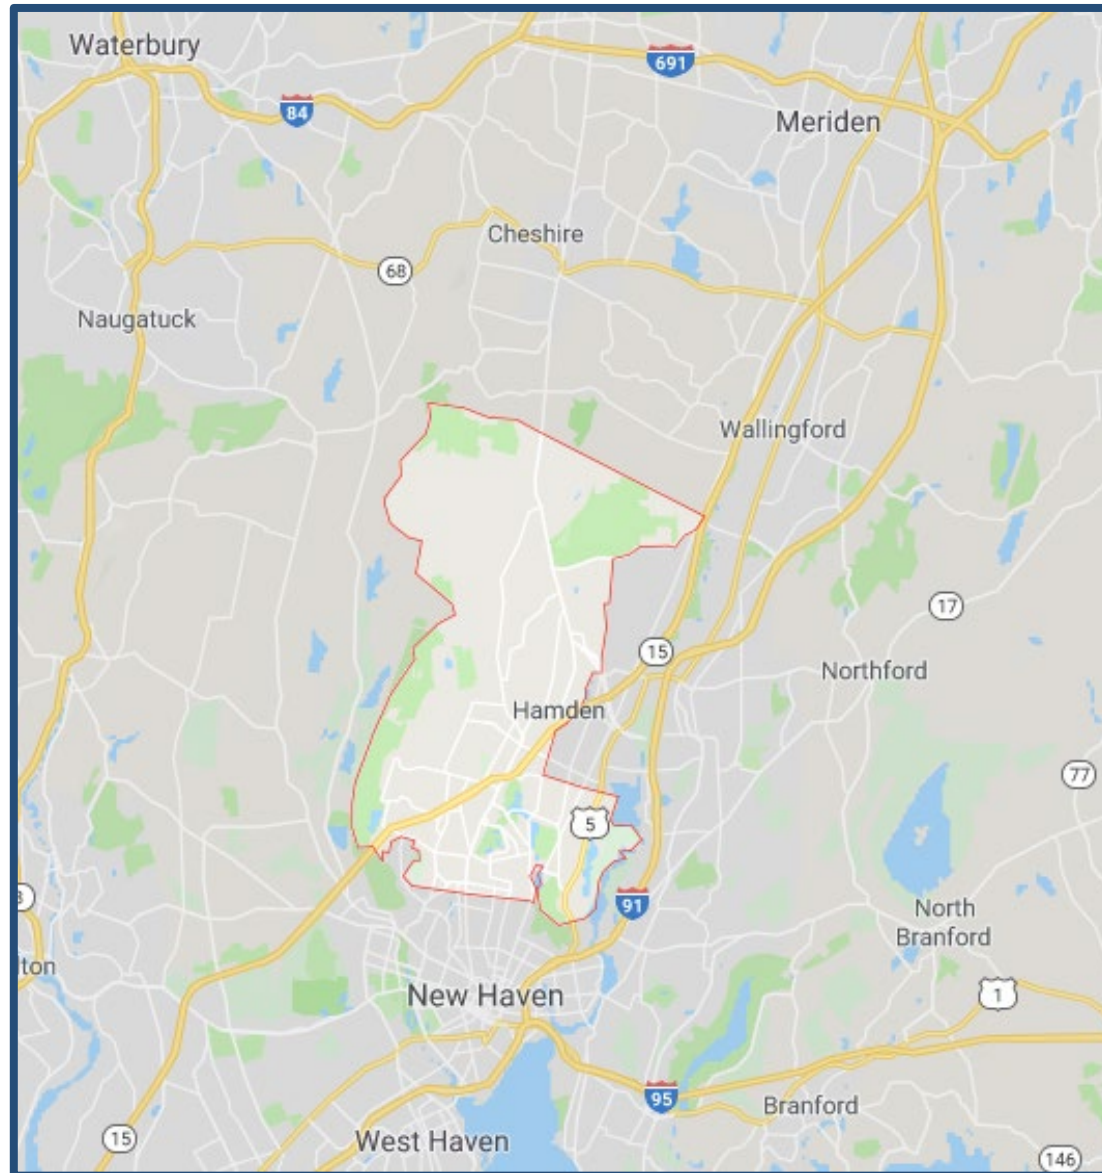 Waterbury
691
84
Meriden
Cheshire
68
Naugatuck
Wallingford
17
15
Northford
Hamden
77
5
91
North
Branford
lton
New Haven
1
95
Branford
15
West Haven
146